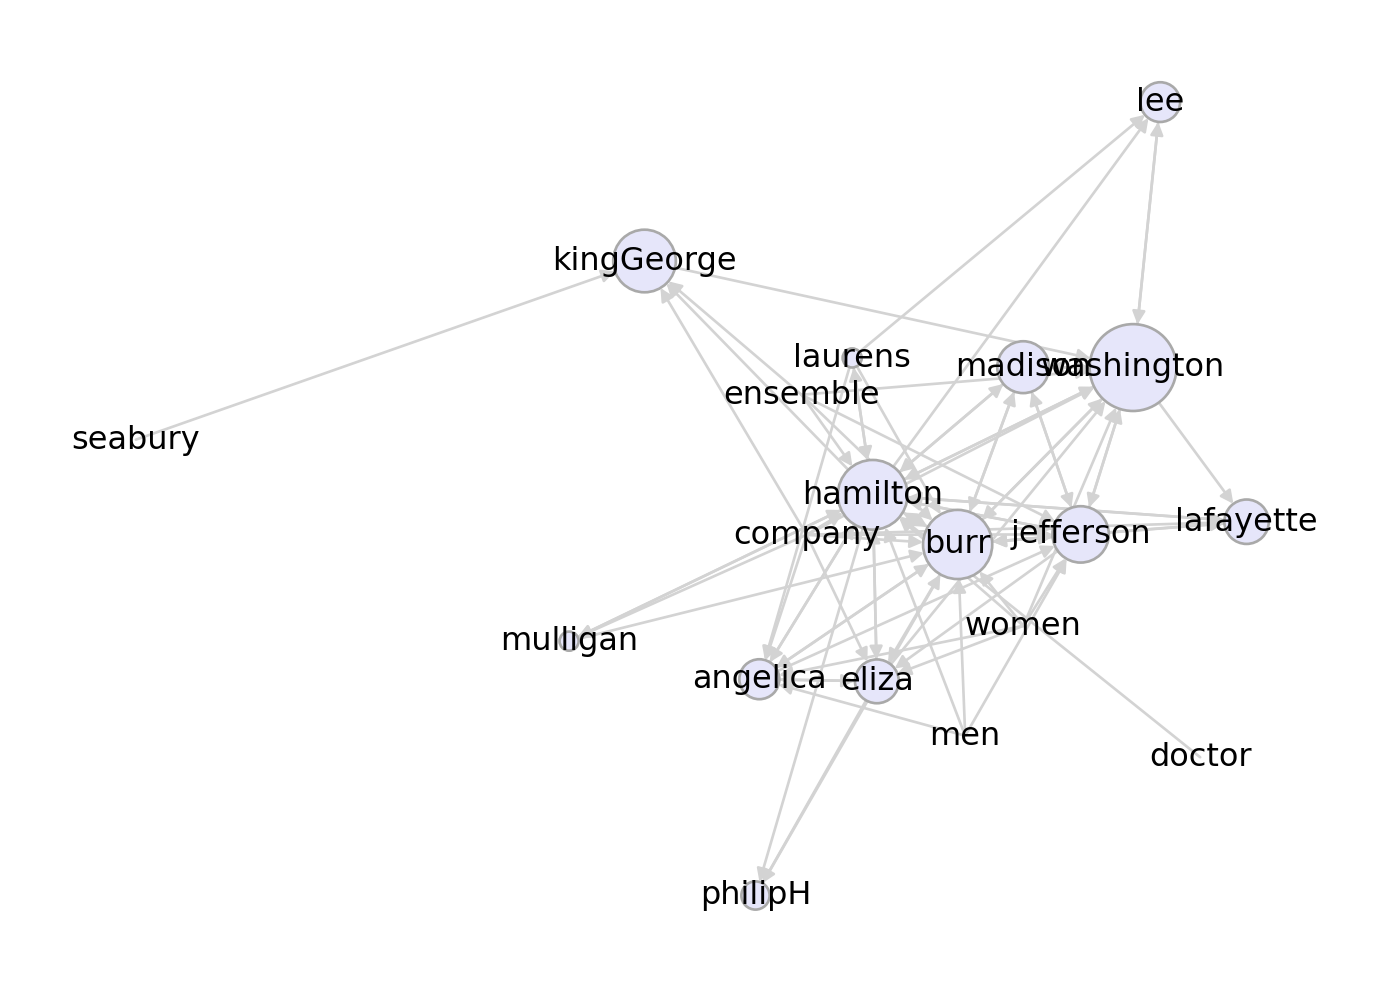 lee
kingGeorge
laurens
madison
washington
ensemble
seabury
hamilton
lafayette
company
burr
jefferson
women
mulligan
angelica
eliza
men
doctor
philipH